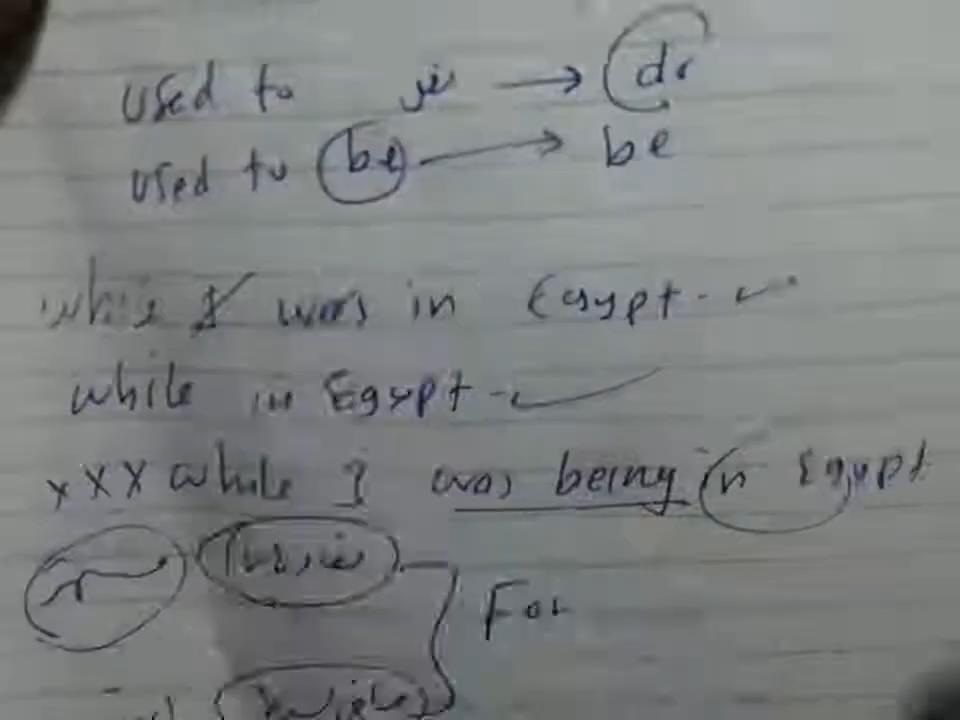 used to → do
used to be → be
while I was in Egypt.
while in Egypt.
xxx while I was being in Egypt
For